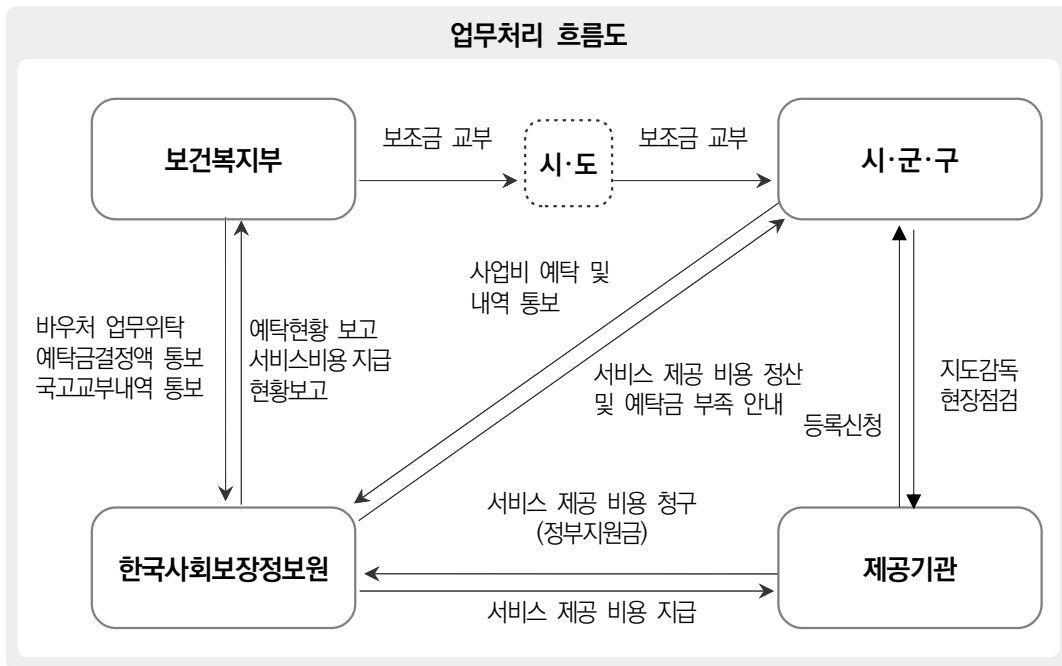 업무처리 흐름도
보건복지부
보조금 교부
시·도
보조금 교부
시·군·구
사업비 예탁 및
내역 통보
바우처 업무위탁
예탁금결정액 통보
국고교부내역 통보
예탁현황 보고
서비스비용 지급
현황보고
서비스 제공 비용 정산
및 예탁금 부족 안내
등록신청
지도감독
현장점검
서비스 제공 비용 청구
(정부지원금)
한국사회보장정보원
제공기관
서비스 제공 비용 지급